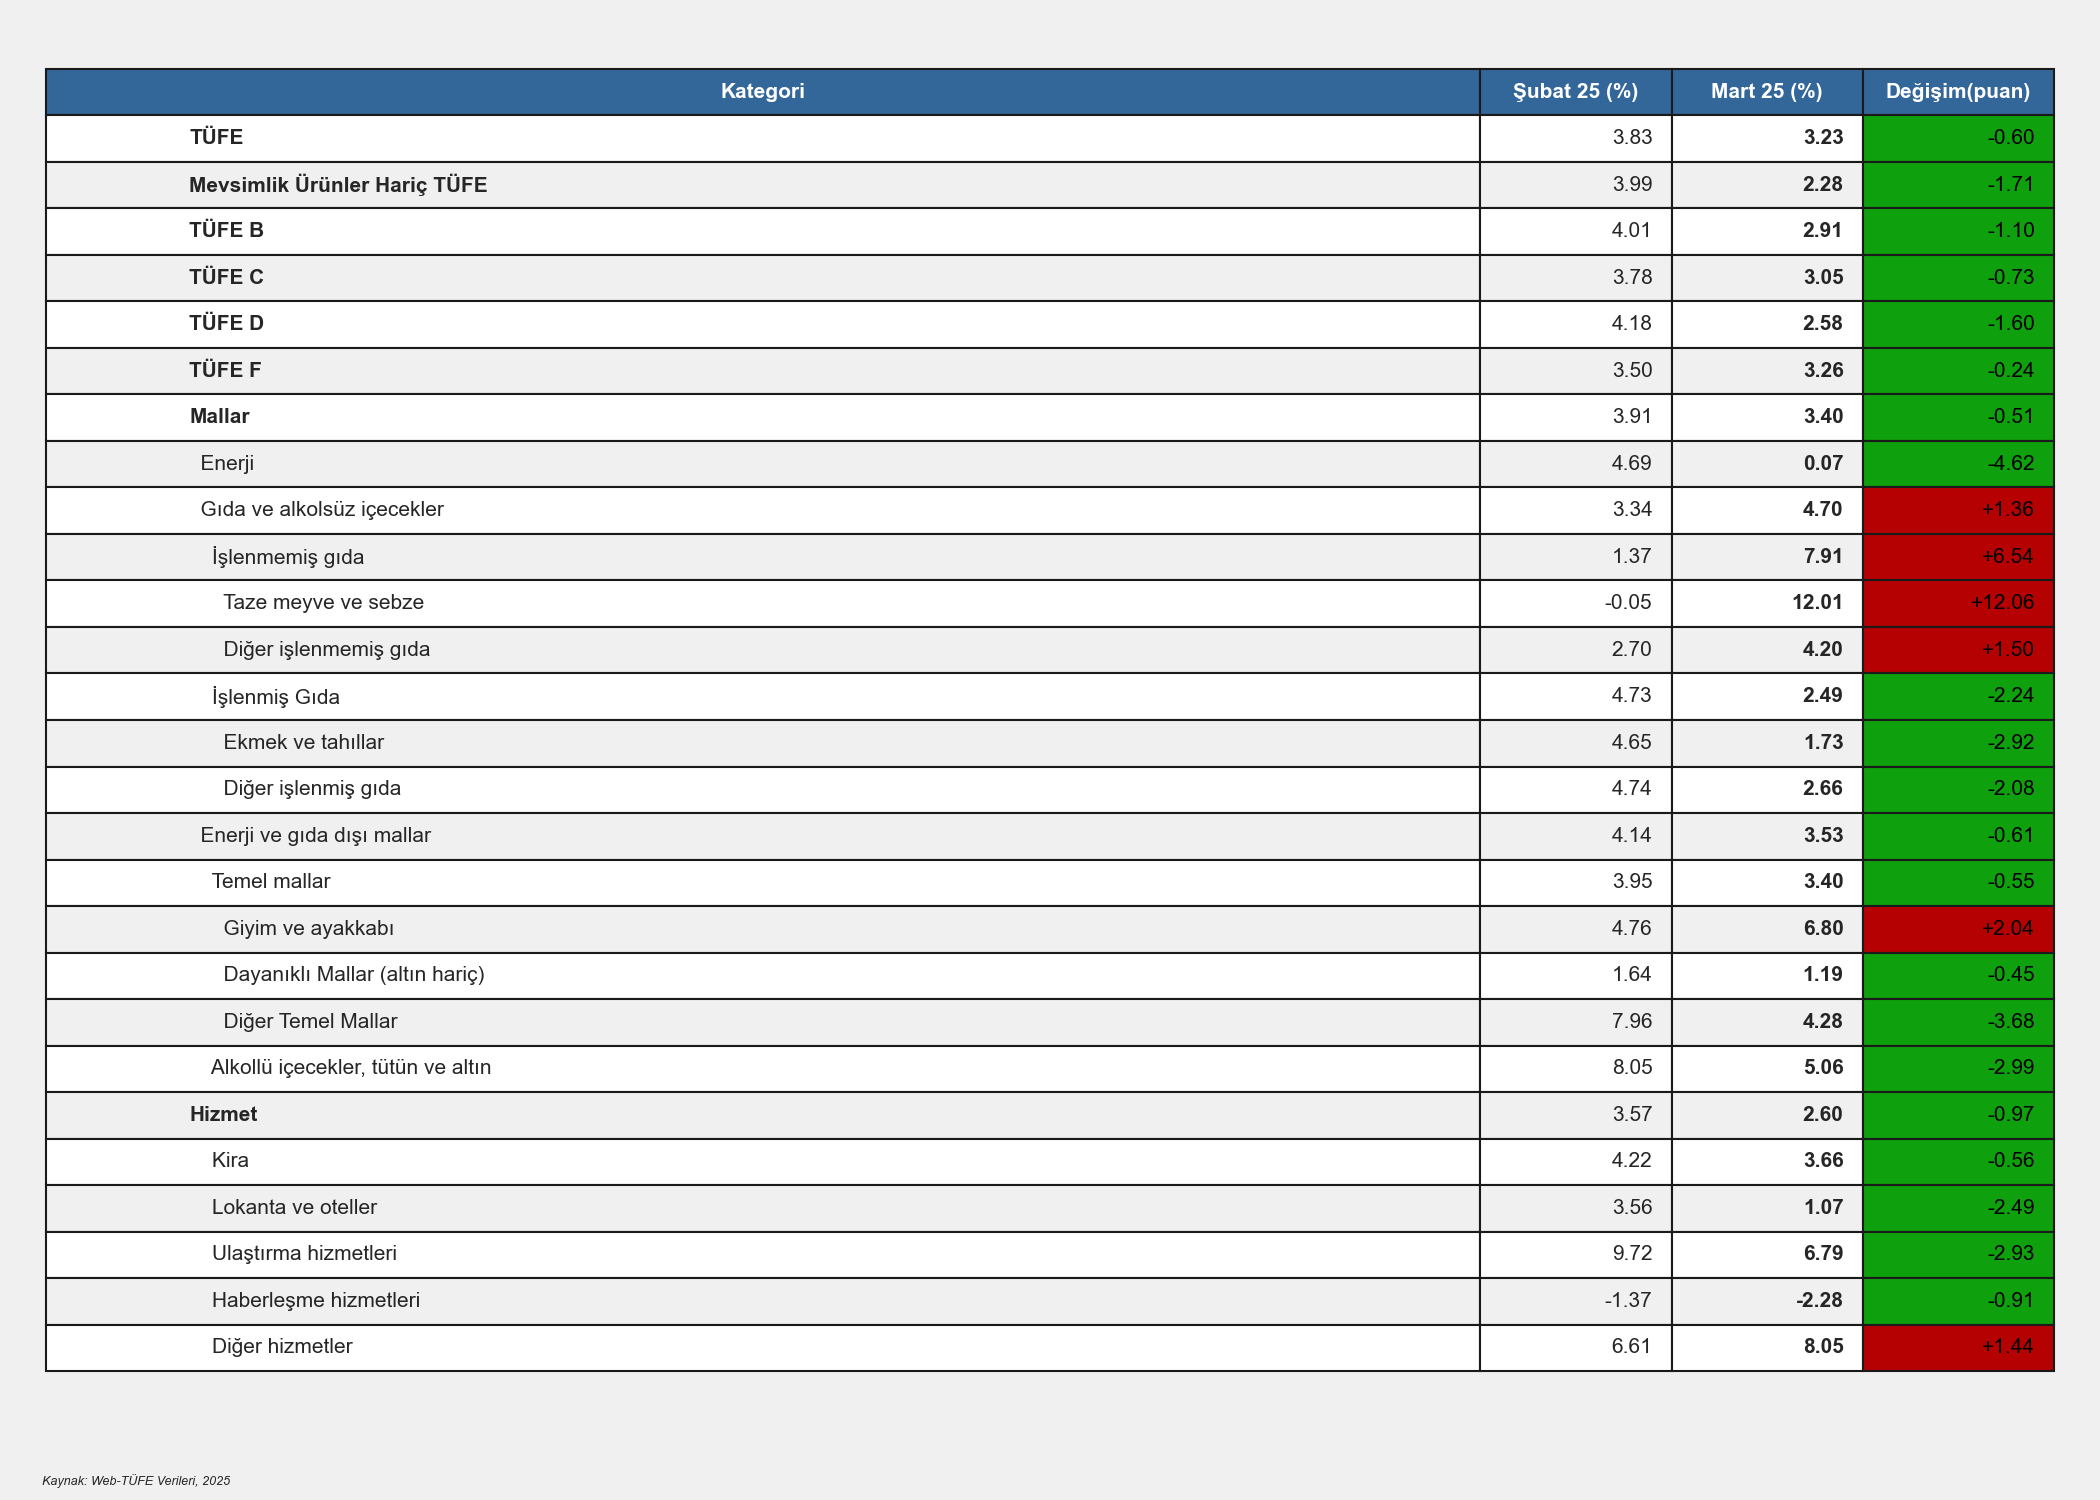 Kategori Şubat 25 (%) Mart 25 (%) Değişim(puan)
TÜFE 3.83 3.23 -0.60
Mevsimlik Ürünler Hariç TÜFE 3.99 2.28 -1.71
TÜFE B 4.01 2.91 -1.10
TÜFE C 3.78 3.05 -0.73
TÜFE D 4.18 2.58 -1.60
TÜFE F 3.50 3.26 -0.24
Mallar 3.91 3.40 -0.51
Enerji 4.69 0.07 -4.62
Gıda ve alkolsüz içecekler 3.34 4.70 +1.36
İşlenmemiş gıda 1.37 7.91 +6.54
Taze meyve ve sebze -0.05 12.01 +12.06
Diğer işlenmemiş gıda 2.70 4.20 +1.50
İşlenmiş Gıda 4.73 2.49 -2.24
Ekmek ve tahıllar 4.65 1.73 -2.92
Diğer işlenmiş gıda 4.74 2.66 -2.08
Enerji ve gıda dışı mallar 4.14 3.53 -0.61
Temel mallar 3.95 3.40 -0.55
Giyim ve ayakkabı 4.76 6.80 +2.04
Dayanıklı Mallar (altın hariç) 1.64 1.19 -0.45
Diğer Temel Mallar 7.96 4.28 -3.68
Alkollü içecekler, tütün ve altın 8.05 5.06 -2.99
Hizmet 3.57 2.60 -0.97
Kira 4.22 3.66 -0.56
Lokanta ve oteller 3.56 1.07 -2.49
Ulaştırma hizmetleri 9.72 6.79 -2.93
Haberleşme hizmetleri -1.37 -2.28 -0.91
Diğer hizmetler 6.61 8.05 +1.44
Kaynak: Web-TÜFE Verileri, 2025